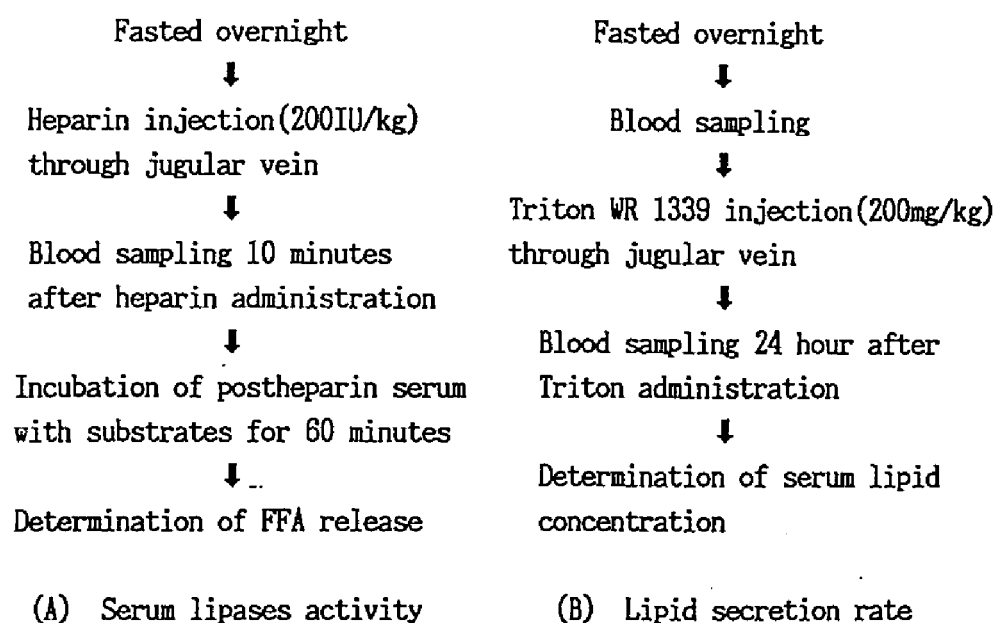 Fasted overnight
⬇
Heparin injection(200IU/kg)
through jugular vein
⬇
Blood sampling 10 minutes
after heparin administration
⬇
Incubation of postheparin serum
with substrates for 60 minutes
⬇
Determination of FFA release
(A) Serum lipases activity
Fasted overnight
⬇
Blood sampling
⬇
Triton WR 1339 injection(200mg/kg)
through jugular vein
⬇
Blood sampling 24 hour after
Triton administration
⬇
Determination of serum lipid
concentration
(B) Lipid secretion rate